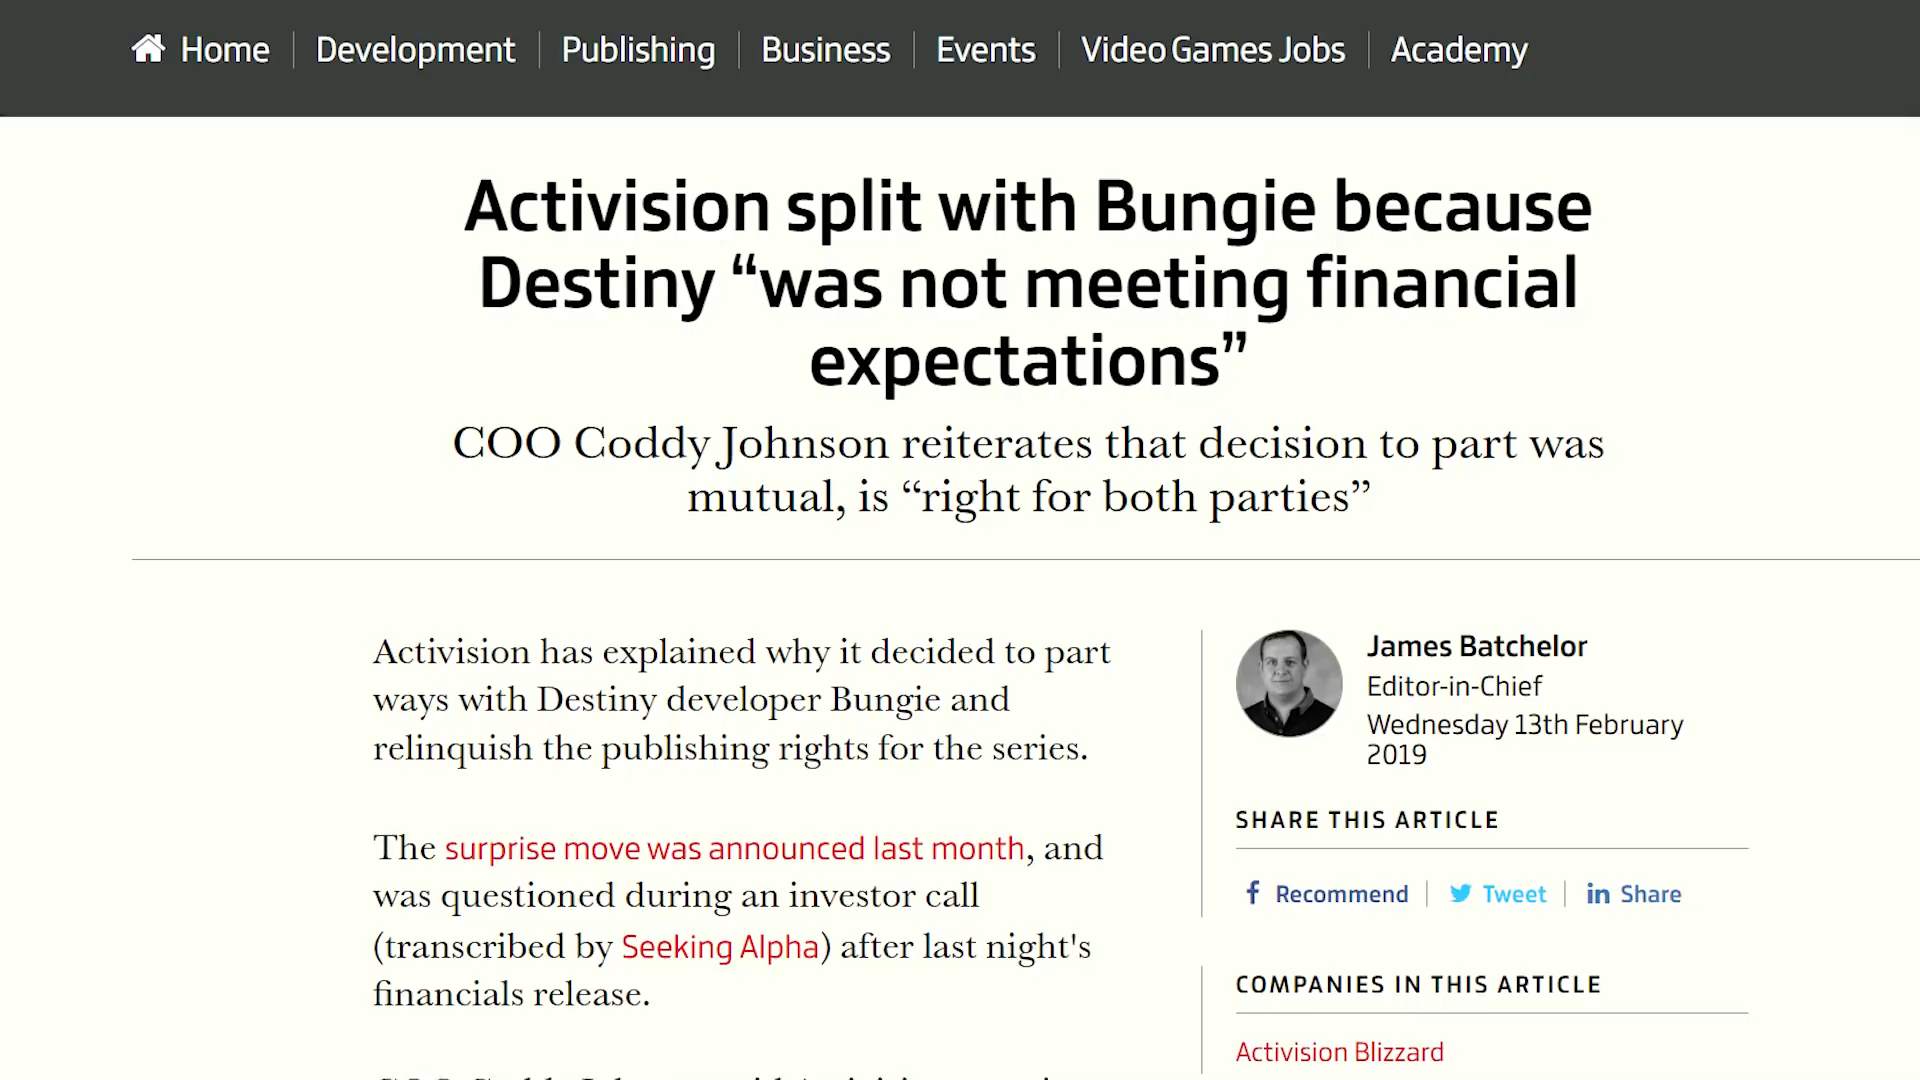 Home Development Publishing Business Events Video Games Jobs Academy
Activision split with Bungie because
Destiny “was not meeting financial
expectations”
COO Coddy Johnson reiterates that decision to part was
mutual, is “right for both parties”
Activision has explained why it decided to part
ways with Destiny developer Bungie and
relinquish the publishing rights for the series.
The surprise move was announced last month, and
was questioned during an investor call
(transcribed by Seeking Alpha) after last night's
financials release.
James Batchelor
Editor-in-Chief
Wednesday 13th February
2019
SHARE THIS ARTICLE
Recommend Tweet Share
COMPANIES IN THIS ARTICLE
Activision Blizzard